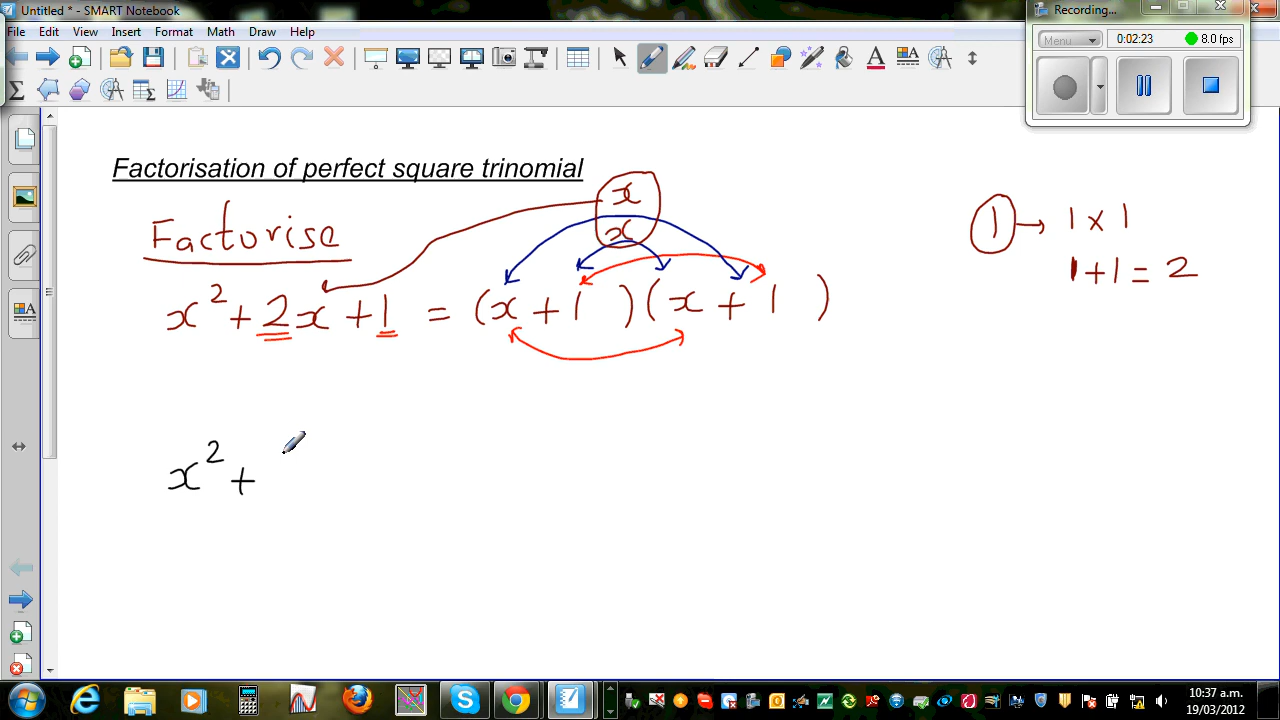 Untitled * - SMART Notebook
Recording...
File Edit View Insert Format Math Draw Help
Menu 0:02:23 8.0 fps
Factorisation of perfect square trinomial
x
x
Factorise
1 → 1 × 1
1 + 1 = 2
x² + 2x + 1 = (x + 1 )(x + 1 )
x² +
10:37 a.m.
19/03/2012